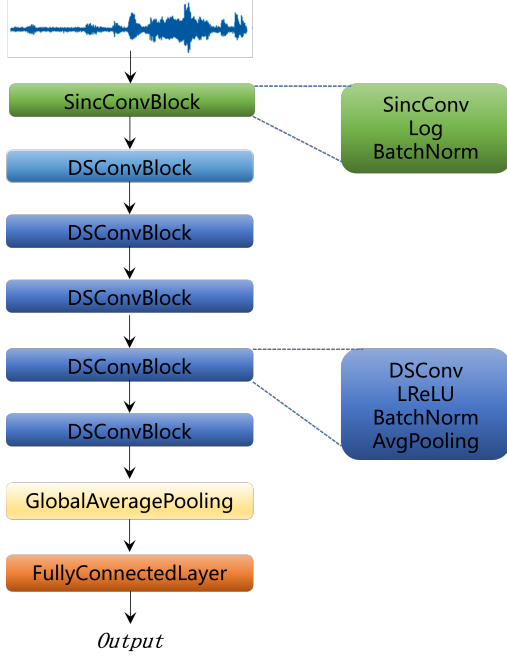 SincConvBlock
SincConv
Log
BatchNorm
DSConvBlock
DSConvBlock
DSConvBlock
DSConvBlock
DSConv
LReLU
BatchNorm
AvgPooling
DSConvBlock
GlobalAveragePooling
FullyConnectedLayer
Output